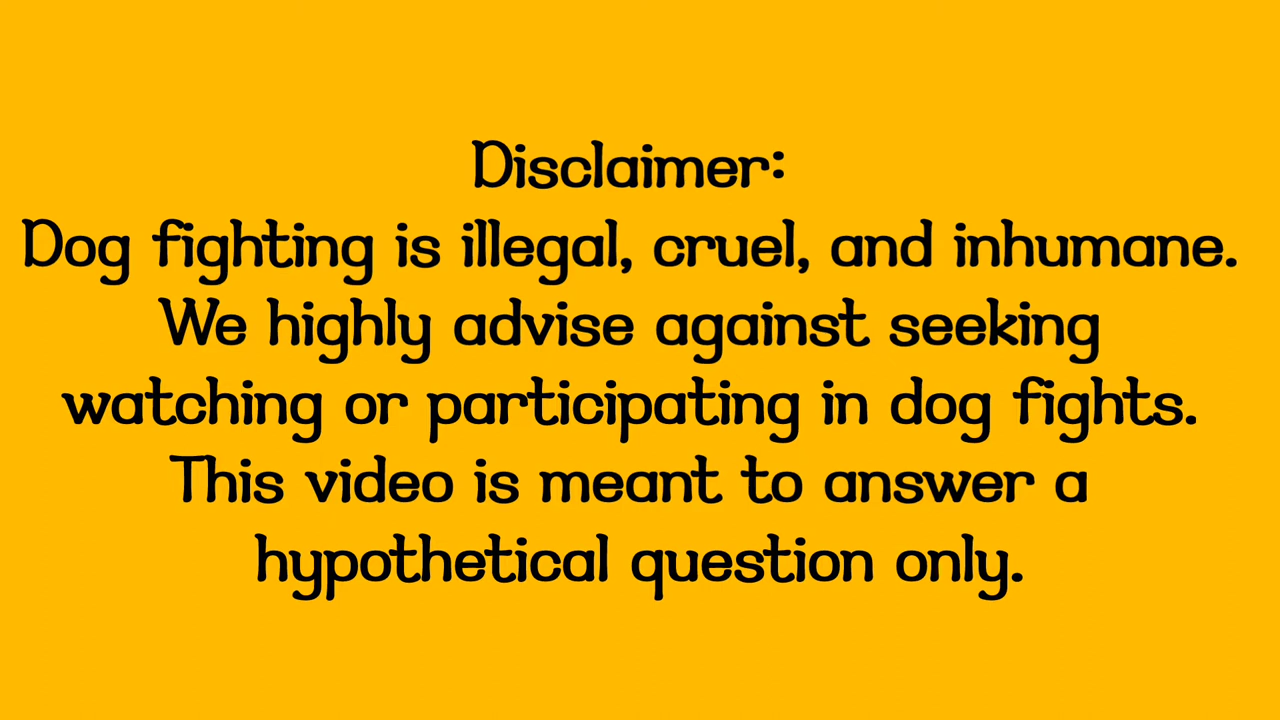 Disclaimer:
Dog fighting is illegal, cruel, and inhumane.
We highly advise against seeking
watching or participating in dog fights.
This video is meant to answer a
hypothetical question only.